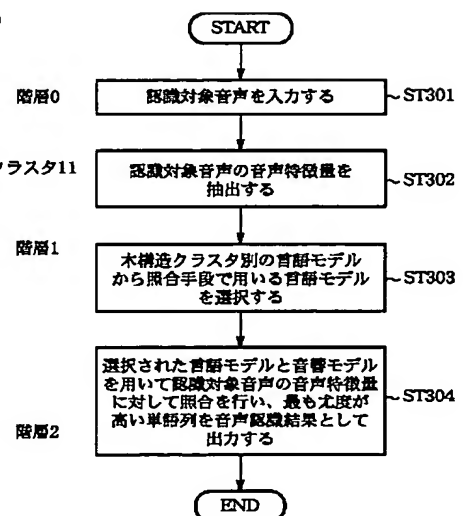 START
階層0
認識対象音声を入力する
ST301
クラスタ11
認識対象音声の音声特徴量を
抽出する
ST302
階層1
木構造クラスタ別の言語モデル
から照合手段で用いる言語モデル
を選択する
ST303
選択された言語モデルと音響モデル
を用いて認識対象音声の音声特徴量
に対して照合を行い、最も尤度が
高い単語列を音声認識結果として
出力する
ST304
階層2
END